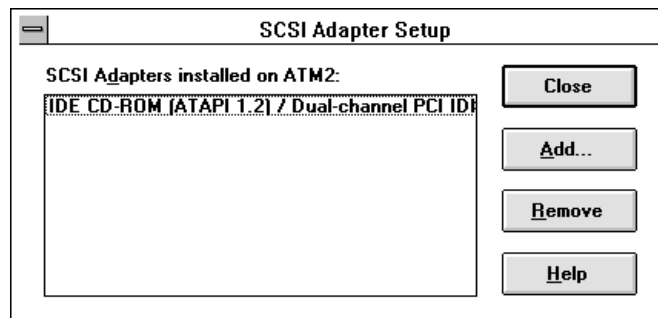 SCSI Adapter Setup
SCSI Adapters installed on ATM2:
IDE CD-ROM (ATAPI 1.2) / Dual-channel PCI IDE
Close
Add...
Remove
Help